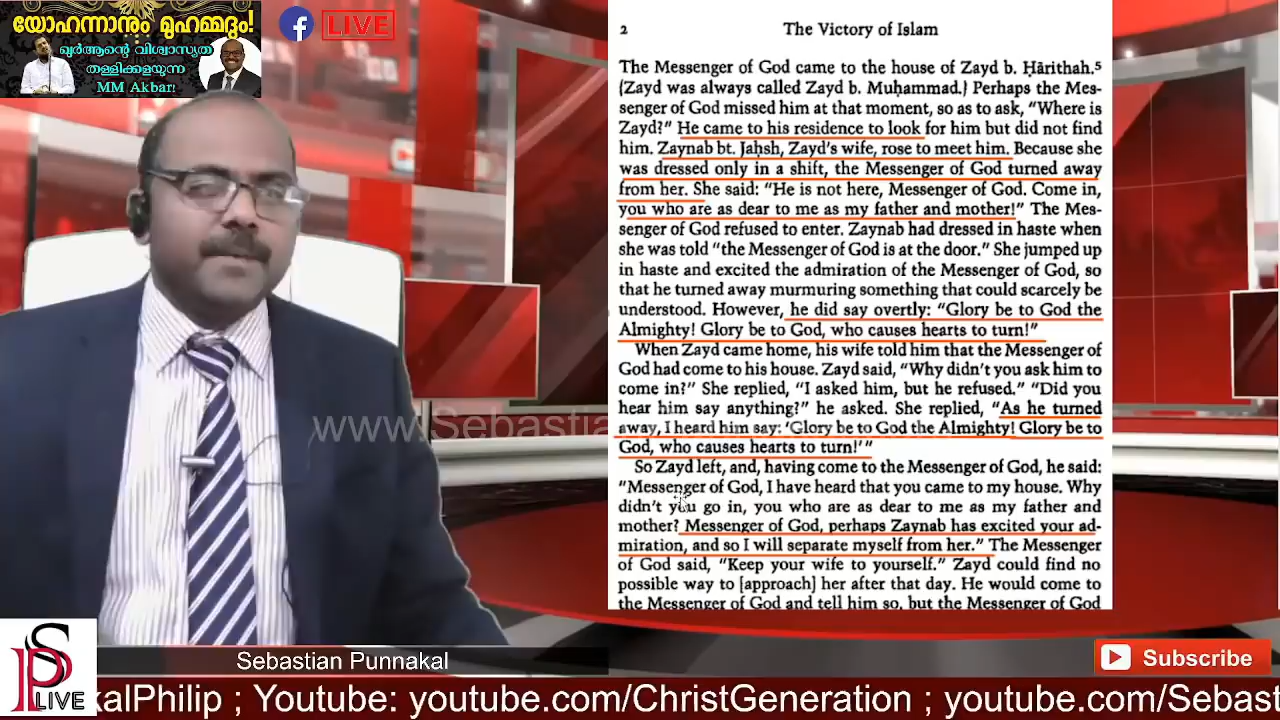 യോഹന്നാനും മുഹമ്മദും!
ഖുർആന്റെ വിശ്വാസ്യത
തള്ളിക്കളയുന്ന
MM Akbar!
f LIVE
2 The Victory of Islam
The Messenger of God came to the house of Zayd b. Ḥārithah.⁵
{Zayd was always called Zayd b. Muḥammad.} Perhaps the Mes-
senger of God missed him at that moment, so as to ask, "Where is
Zayd?" He came to his residence to look for him but did not find
him. Zaynab bt. Jaḥsh, Zayd's wife, rose to meet him. Because she
was dressed only in a shift, the Messenger of God turned away
from her. She said: "He is not here, Messenger of God. Come in,
you who are as dear to me as my father and mother!" The Mes-
senger of God refused to enter. Zaynab had dressed in haste when
she was told "the Messenger of God is at the door." She jumped up
in haste and excited the admiration of the Messenger of God, so
that he turned away murmuring something that could scarcely be
understood. However, he did say overtly: "Glory be to God the
Almighty! Glory be to God, who causes hearts to turn!"
When Zayd came home, his wife told him that the Messenger of
God had come to his house. Zayd said, "Why didn't you ask him to
come in?" She replied, "I asked him, but he refused." "Did you
hear him say anything?" he asked. She replied, "As he turned
away, I heard him say: 'Glory be to God the Almighty! Glory be to
God, who causes hearts to turn!'"
So Zayd left, and, having come to the Messenger of God, he said:
"Messenger of God, I have heard that you came to my house. Why
didn't you go in, you who are as dear to me as my father and
mother? Messenger of God, perhaps Zaynab has excited your ad-
miration, and so I will separate myself from her." The Messenger
of God said, "Keep your wife to yourself." Zayd could find no
possible way to [approach] her after that day. He would come to
the Messenger of God and tell him so, but the Messenger of God
www.Sebastia
SP LIVE
Sebastian Punnakal
Subscribe
kalPhilip ; Youtube: youtube.com/ChristGeneration ; youtube.com/Sebast